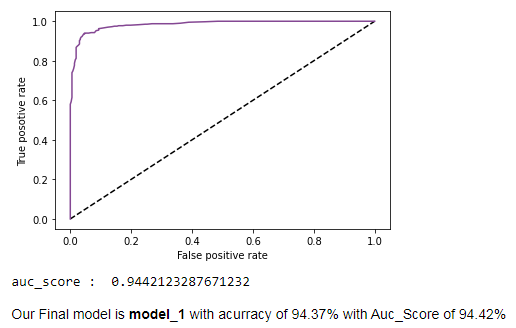 1.0
0.8
0.6
0.4
0.2
0.0
True posotive rate
0.0 0.2 0.4 0.6 0.8 1.0
False positive rate
auc_score :  0.9442123287671232
Our Final model is model_1 with acurracy of 94.37% with Auc_Score of 94.42%